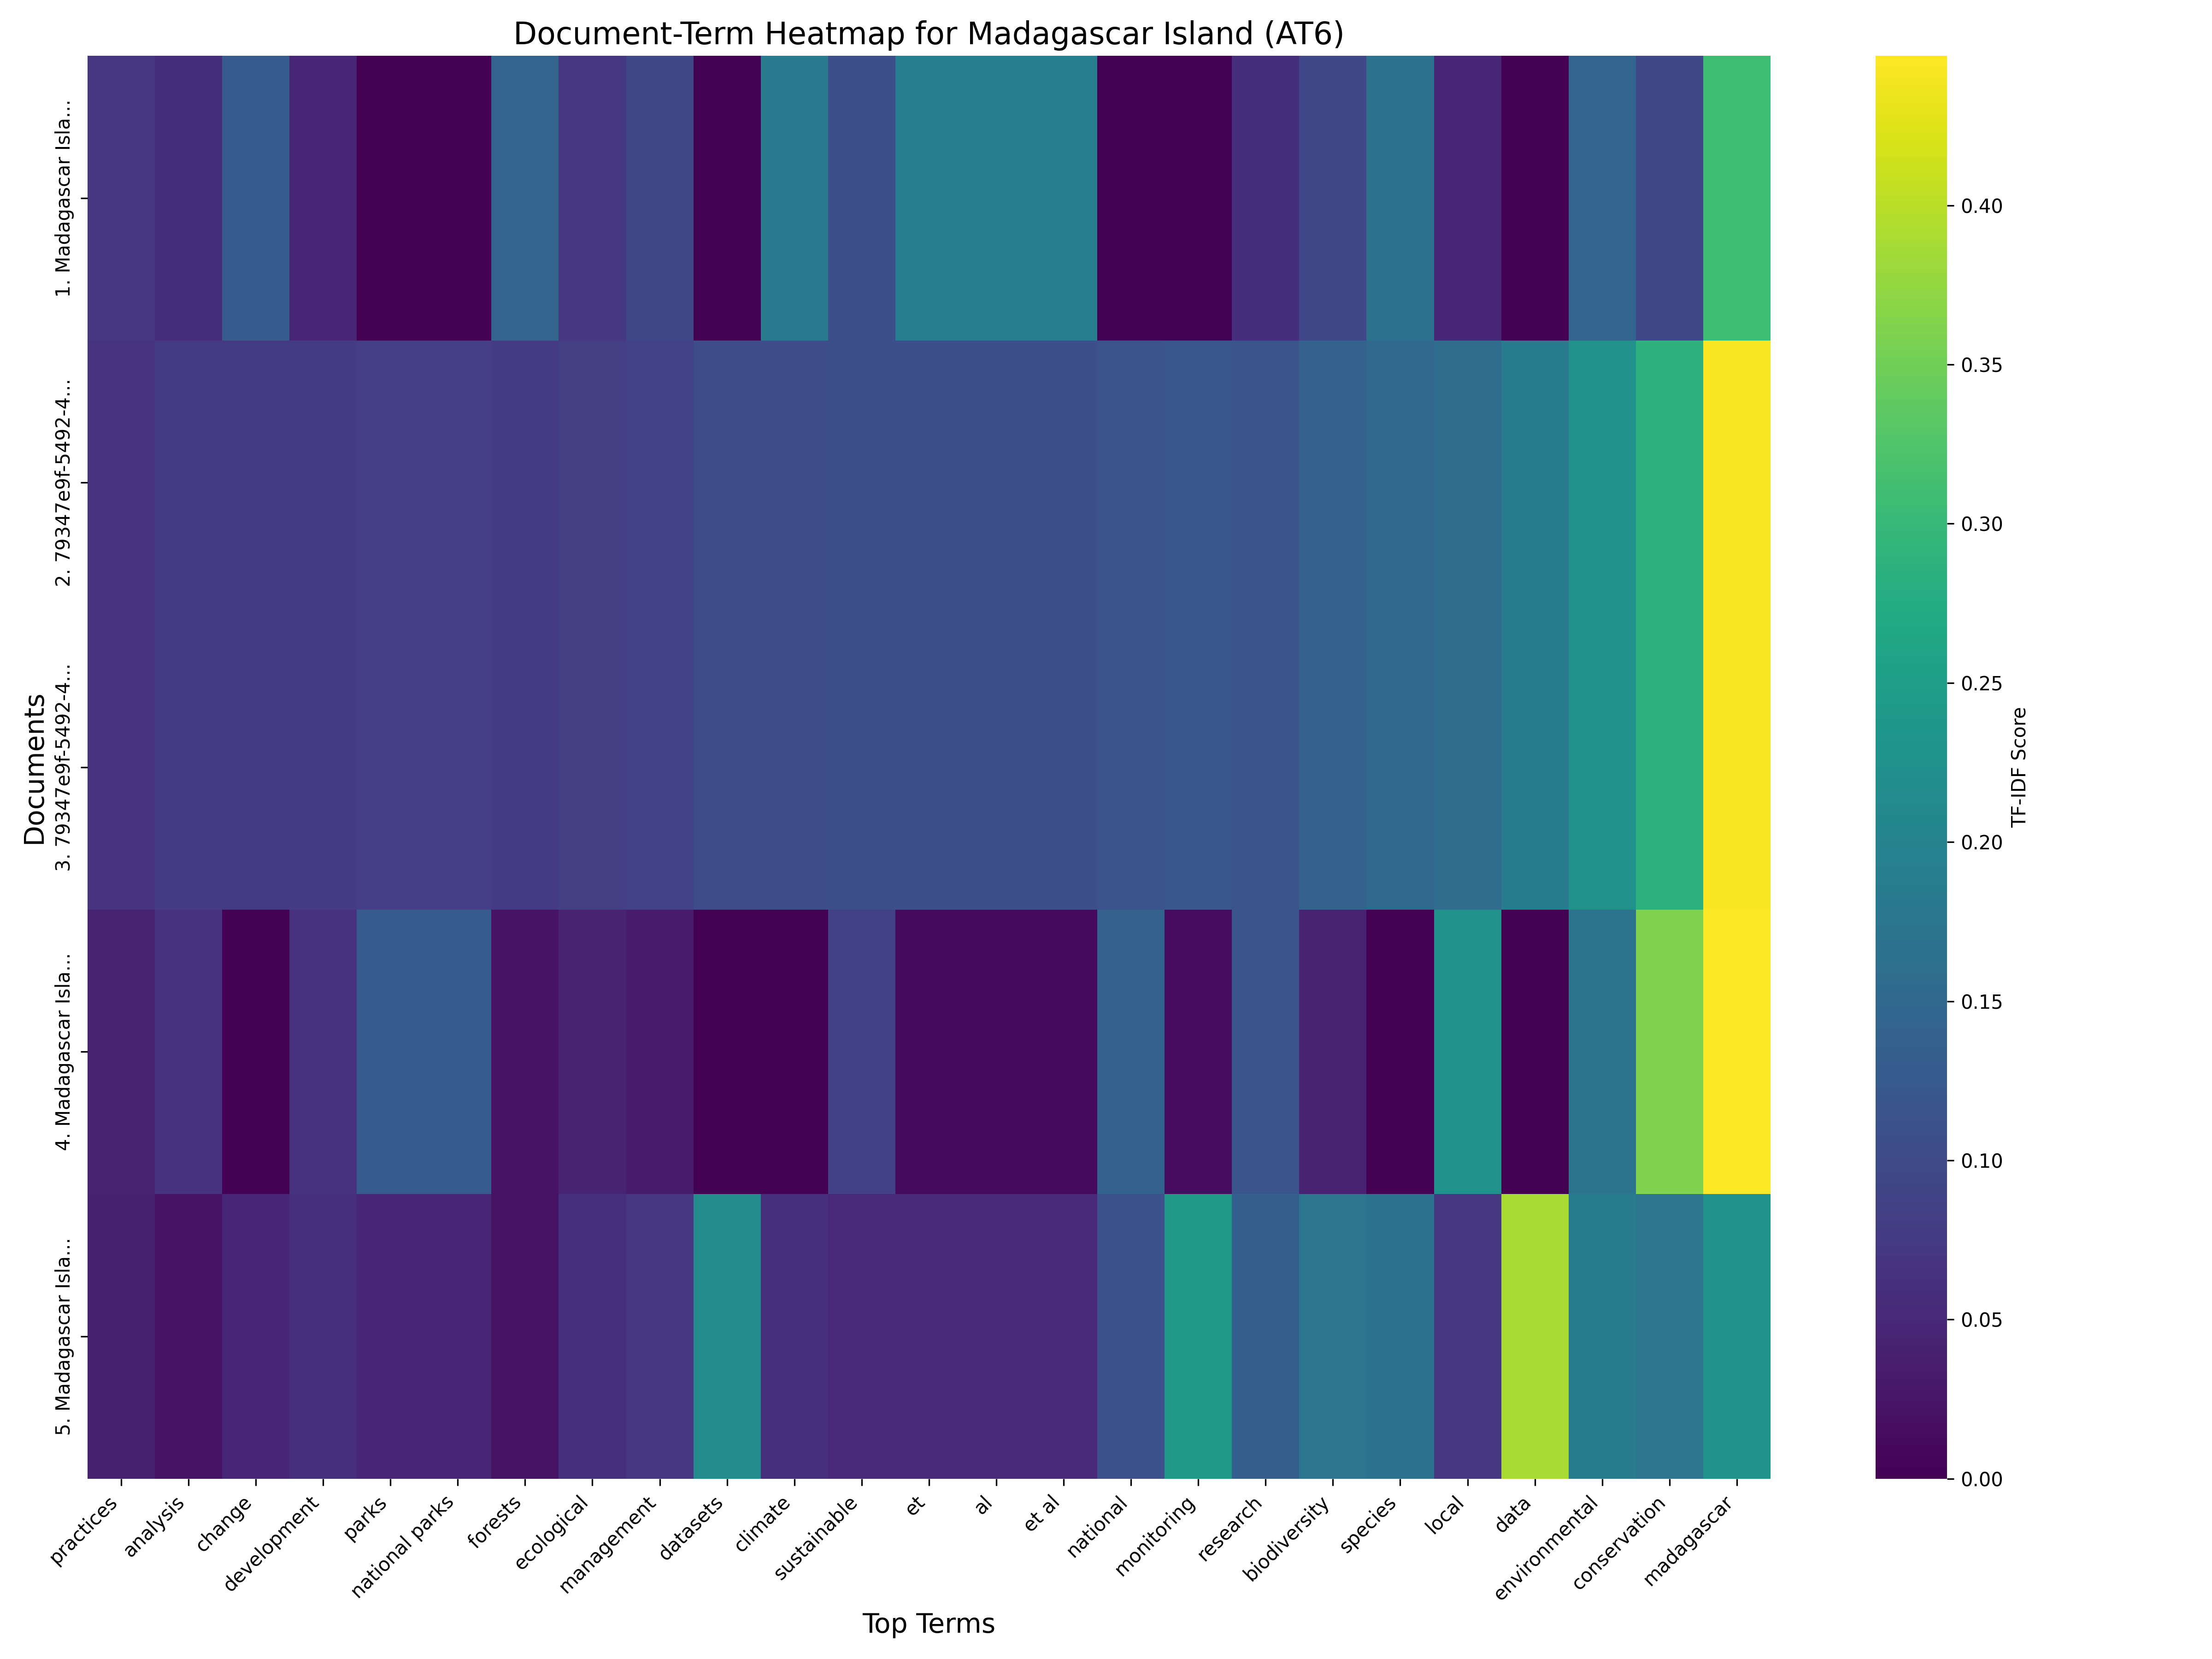 Document-Term Heatmap for Madagascar Island (AT6)
Documents
1. Madagascar Isla...
2. 79347e9f-5492-4...
3. 79347e9f-5492-4...
4. Madagascar Isla...
5. Madagascar Isla...
practices
analysis
change
development
parks
national parks
forests
ecological
management
datasets
climate
sustainable
et
al
et al
national
monitoring
research
biodiversity
species
local
data
environmental
conservation
madagascar
Top Terms
0.40
0.35
0.30
0.25
0.20
0.15
0.10
0.05
0.00
TF-IDF Score